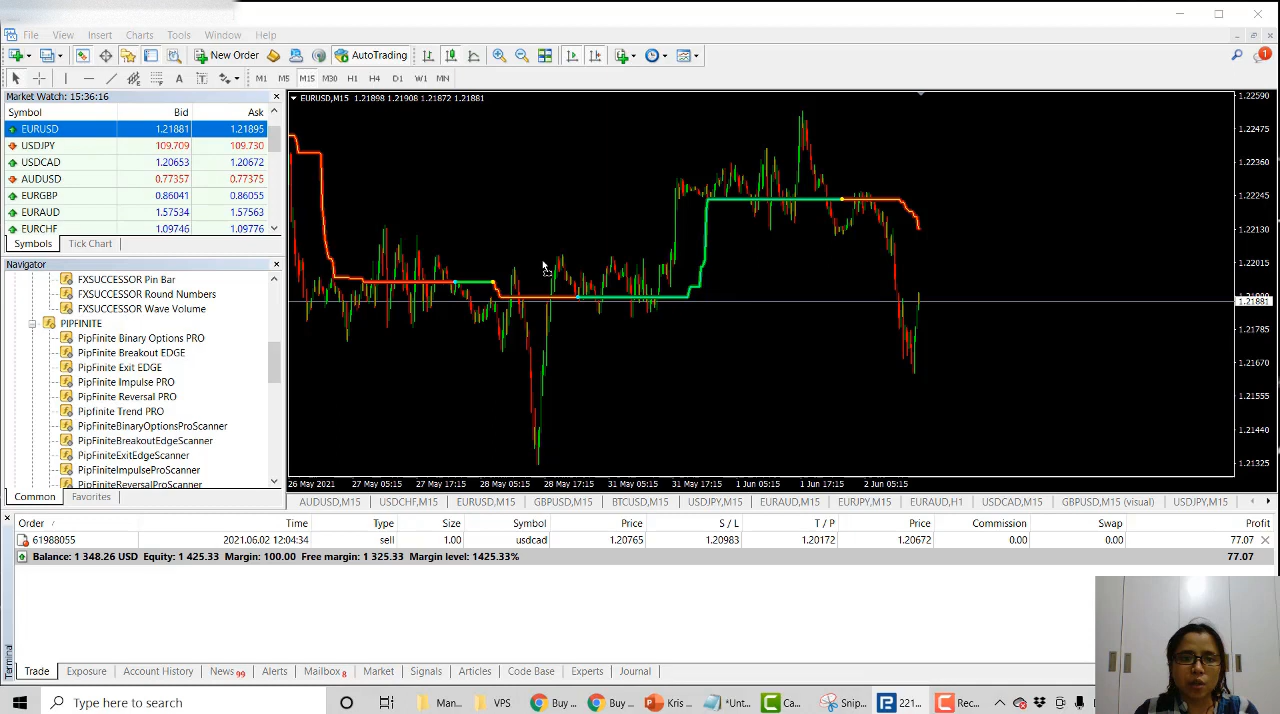 File View Insert Charts Tools Window Help
New Order AutoTrading 1
M1 M5 M15 M30 H1 H4 D1 W1 MN
Market Watch: 15:36:16
Symbol Bid Ask
EURUSD 1.21881 1.21895
USDJPY 109.709 109.730
USDCAD 1.20653 1.20672
AUDUSD 0.77357 0.77375
EURGBP 0.86041 0.86055
EURAUD 1.57534 1.57563
EURCHF 1.09746 1.09776
Symbols Tick Chart
Navigator
FXSUCCESSOR Pin Bar
FXSUCCESSOR Round Numbers
FXSUCCESSOR Wave Volume
PIPFINITE
PipFinite Binary Options PRO
PipFinite Breakout EDGE
PipFinite Exit EDGE
PipFinite Impulse PRO
PipFinite Reversal PRO
Pipfinite Trend PRO
PipFiniteBinaryOptionsProScanner
PipFiniteBreakoutEdgeScanner
PipFiniteExitEdgeScanner
PipFiniteImpulseProScanner
PipFiniteReversalProScanner
Common Favorites
EURUSD,M15 1.21898 1.21908 1.21872 1.21881
1.22590
1.22475
1.22360
1.22245
1.22130
1.22015
1.21881
1.21785
1.21670
1.21555
1.21440
1.21325
26 May 2021 27 May 05:15 27 May 17:15 28 May 05:15 28 May 17:15 31 May 05:15 31 May 17:15 1 Jun 05:15 1 Jun 17:15 2 Jun 05:15
AUDUSD,M15 USDCHF,M15 EURUSD,M15 GBPUSD,M15 BTCUSD,M15 USDJPY,M15 EURAUD,M15 EURJPY,M15 EURAUD,H1 USDCAD,M15 GBPUSD,M15 (visual) USDJPY,M15
Order Time Type Size Symbol Price S / L T / P Price Commission Swap Profit
61988055 2021.06.02 12:04:34 sell 1.00 usdcad 1.20765 1.20983 1.20172 1.20672 0.00 0.00 77.07
Balance: 1 348.26 USD Equity: 1 425.33 Margin: 100.00 Free margin: 1 325.33 Margin level: 1425.33% 77.07
Terminal
Trade Exposure Account History News 99 Alerts Mailbox 8 Market Signals Articles Code Base Experts Journal
Type here to search Man... VPS Buy ... Buy ... Kris ... *Unt... Ca... Snip... 221... Rec...